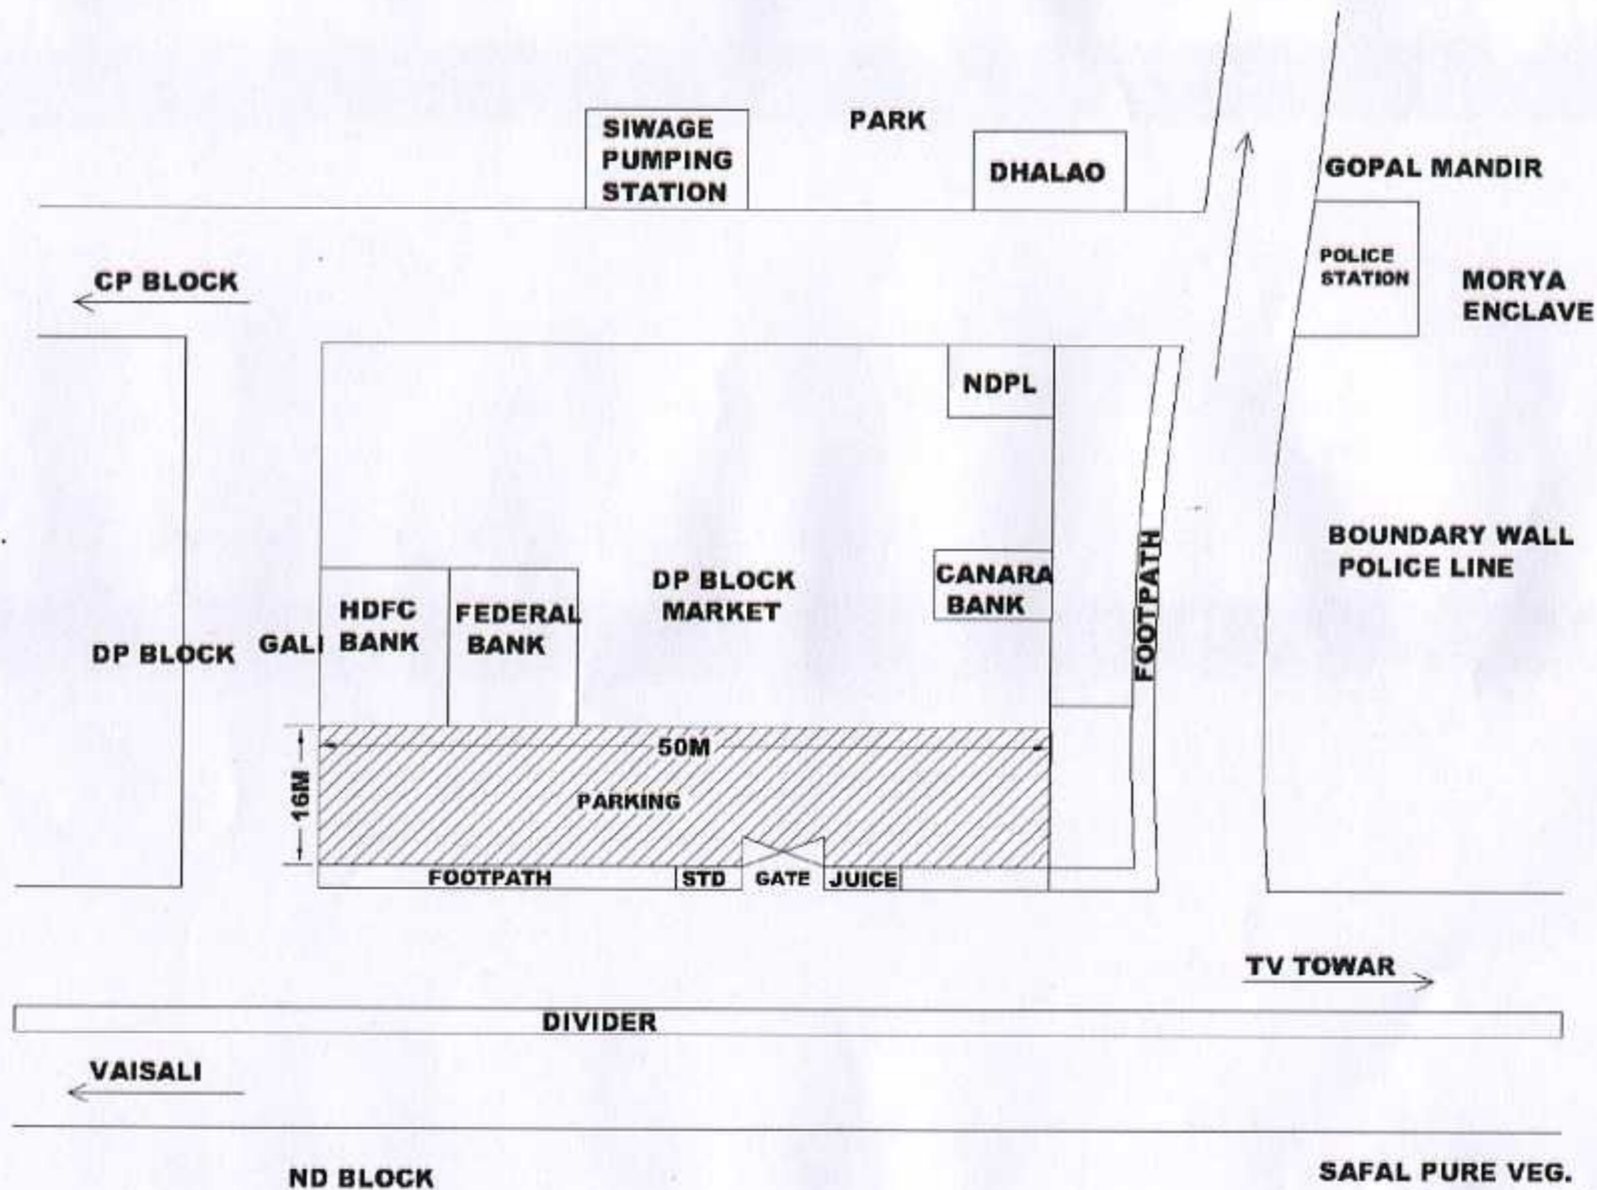 SIWAGE
PUMPING
STATION
PARK
DHALAO
GOPAL MANDIR
POLICE
STATION
MORYA
ENCLAVE
CP BLOCK
NDPL
BOUNDARY WALL
POLICE LINE
FOOTPATH
CANARA
BANK
DP BLOCK
MARKET
HDFC
BANK
FEDERAL
BANK
GALI
DP BLOCK
50M
16M
PARKING
FOOTPATH
STD
GATE
JUICE
TV TOWAR
DIVIDER
VAISALI
ND BLOCK
SAFAL PURE VEG.